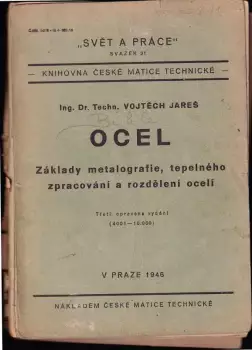 „SVĚT A PRÁCE"
SVAZEK 21
KNIHOVNA ČESKÉ MATICE TECHNICKÉ
Ing. Dr. Techn. VOJTĚCH JAREŠ
OCEL
Základy metalografie, tepelného
zpracování a rozdělení ocelí
Třetí opravené vydání
V PRAZE 1946
NÁKLADEM ČESKÉ MATICE TECHNICKÉ